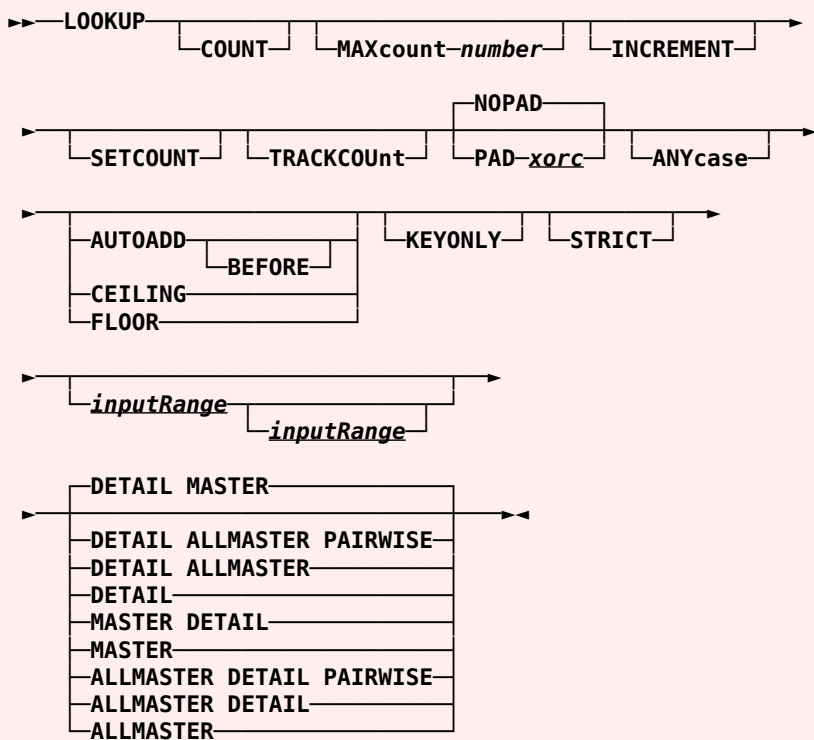 LOOKUP
COUNT MAXcount number INCREMENT
NOPAD
SETCOUNT TRACKCOUnt PAD xorc ANYcase
AUTOADD KEYONLY STRICT
BEFORE
CEILING
FLOOR
inputRange
inputRange
DETAIL MASTER
DETAIL ALLMASTER PAIRWISE
DETAIL ALLMASTER
DETAIL
MASTER DETAIL
MASTER
ALLMASTER DETAIL PAIRWISE
ALLMASTER DETAIL
ALLMASTER